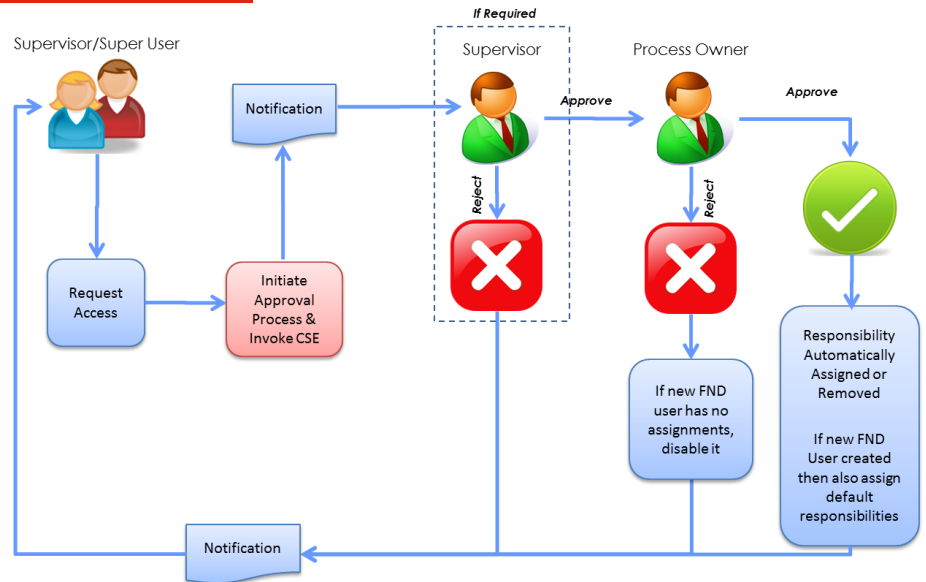 If Required
Supervisor/Super User
Supervisor
Process Owner
Notification
Approve
Approve
Reject
Reject
Request
Access
Initiate
Approval
Process &
Invoke CSE
Responsibility
Automatically
Assigned or
Removed
If new FND
User created
then also assign
default
responsibilities
If new FND
user has no
assignments,
disable it
Notification